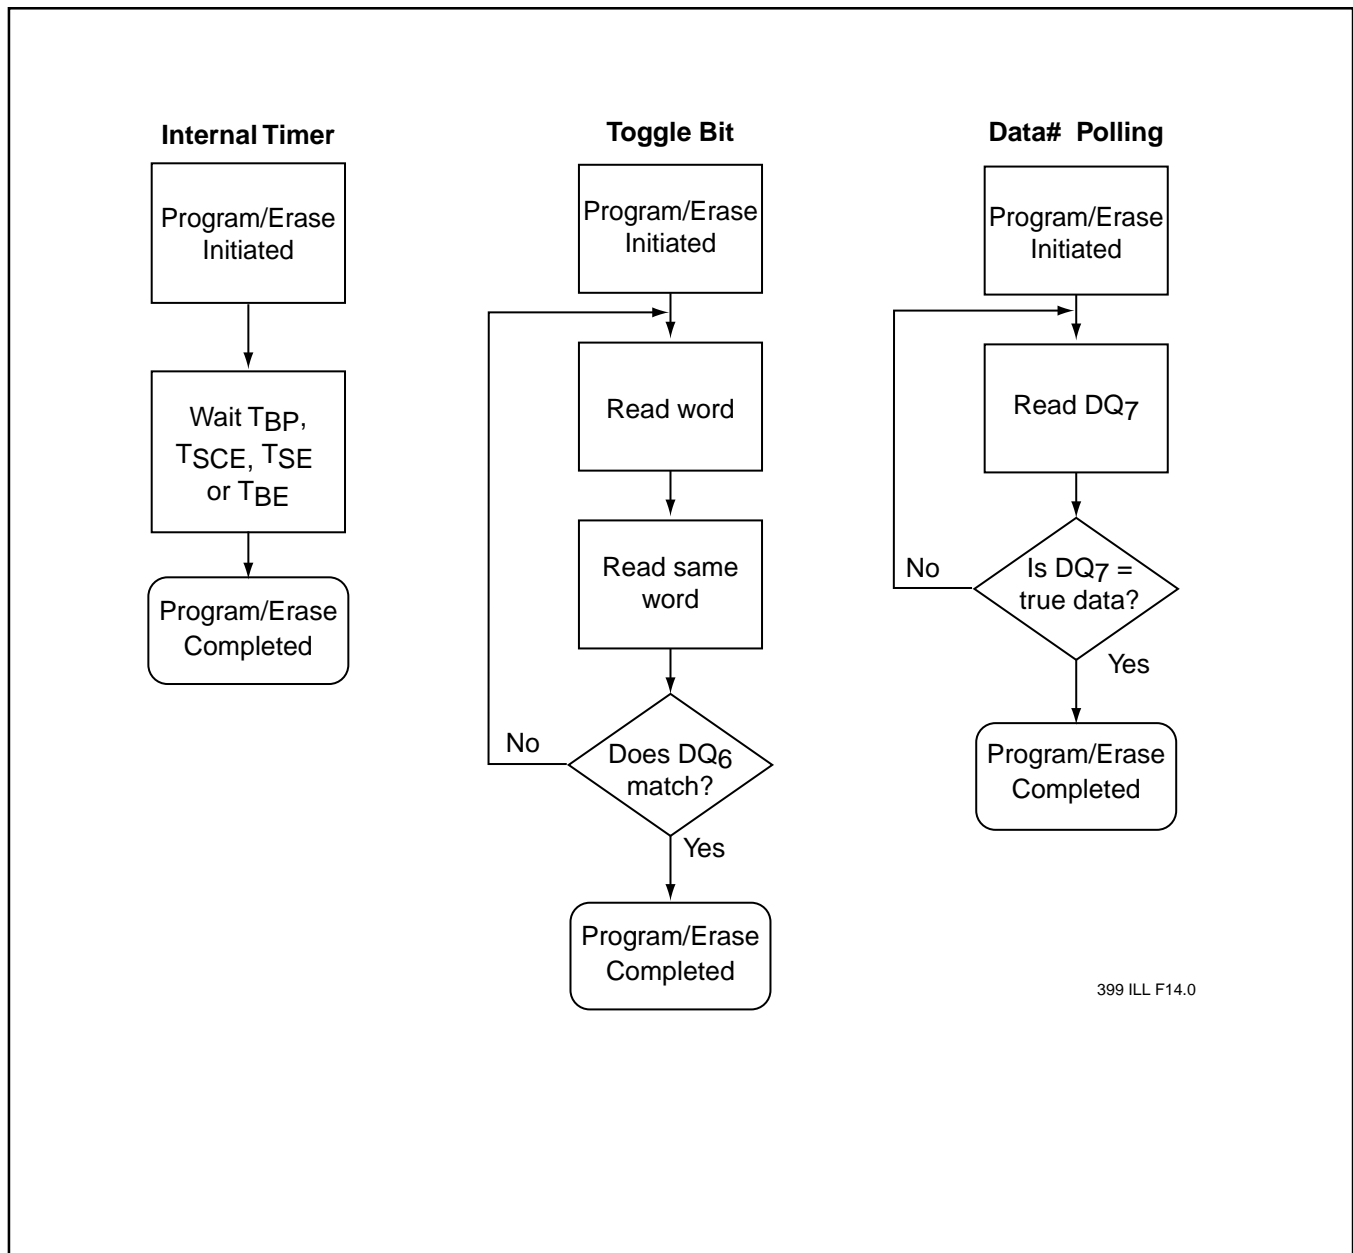 Internal Timer
Program/Erase
Initiated
Wait TBP,
TSCE, TSE
or TBE
Program/Erase
Completed
Toggle Bit
Program/Erase
Initiated
Read word
Read same
word
Does DQ6
match?
No
Yes
Program/Erase
Completed
Data# Polling
Program/Erase
Initiated
Read DQ7
Is DQ7 =
true data?
No
Yes
Program/Erase
Completed
399 ILL F14.0